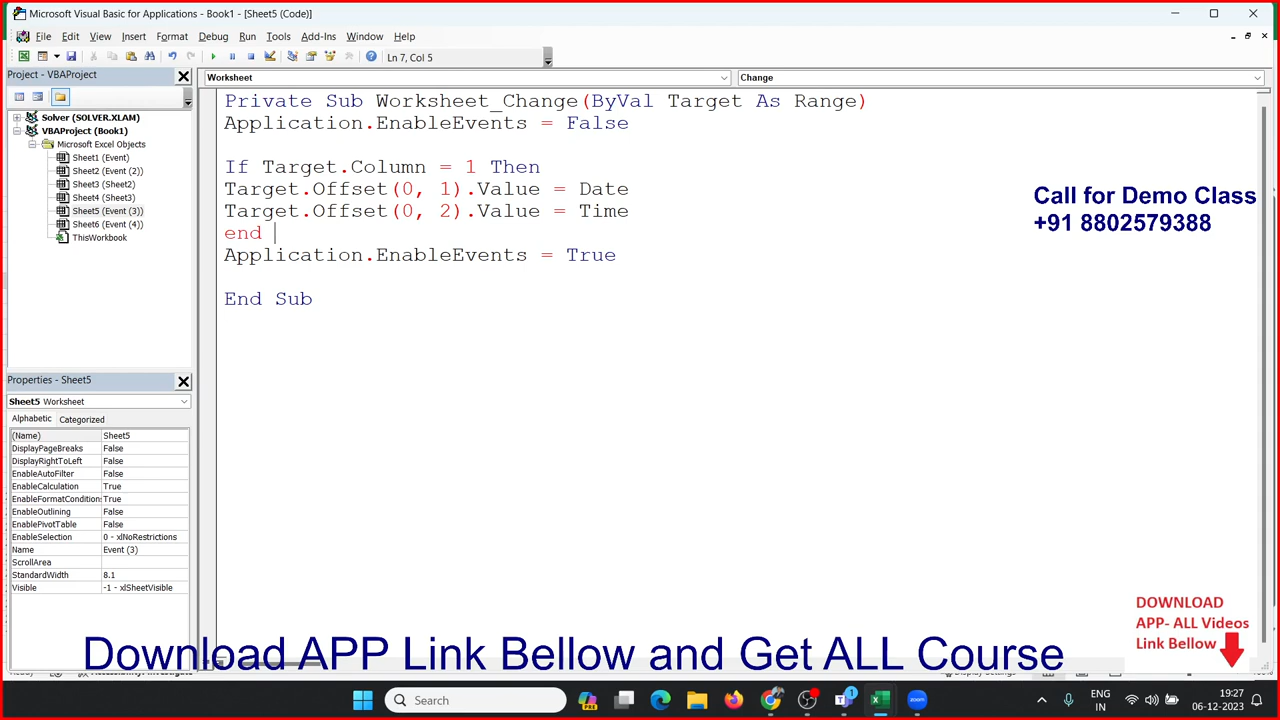 Microsoft Visual Basic for Applications - Book1 - [Sheet5 (Code)]
File Edit View Insert Format Debug Run Tools Add-Ins Window Help
Ln 7, Col 5
Project - VBAProject
Worksheet
Change
Solver (SOLVER.XLAM)
VBAProject (Book1)
Microsoft Excel Objects
Sheet1 (Event)
Sheet2 (Event (2))
Sheet3 (Sheet2)
Sheet4 (Sheet3)
Sheet5 (Event (3))
Sheet6 (Event (4))
ThisWorkbook
Private Sub Worksheet_Change(ByVal Target As Range)
Application.EnableEvents = False
If Target.Column = 1 Then
Target.Offset(0, 1).Value = Date
Target.Offset(0, 2).Value = Time
end
Application.EnableEvents = True
End Sub
Call for Demo Class
+91 8802579388
Properties - Sheet5
Sheet5 Worksheet
Alphabetic Categorized
(Name) Sheet5
DisplayPageBreaks False
DisplayRightToLeft False
EnableAutoFilter False
EnableCalculation True
EnableFormatConditions True
EnableOutlining False
EnablePivotTable False
EnableSelection 0 - xlNoRestrictions
Name Event (3)
ScrollArea
StandardWidth 8.1
Visible -1 - xlSheetVisible
DOWNLOAD
APP- ALL Videos
Link Bellow
Download APP Link Bellow and Get ALL Course
Search
PRE
1
zoom
ENG
IN
19:27
06-12-2023